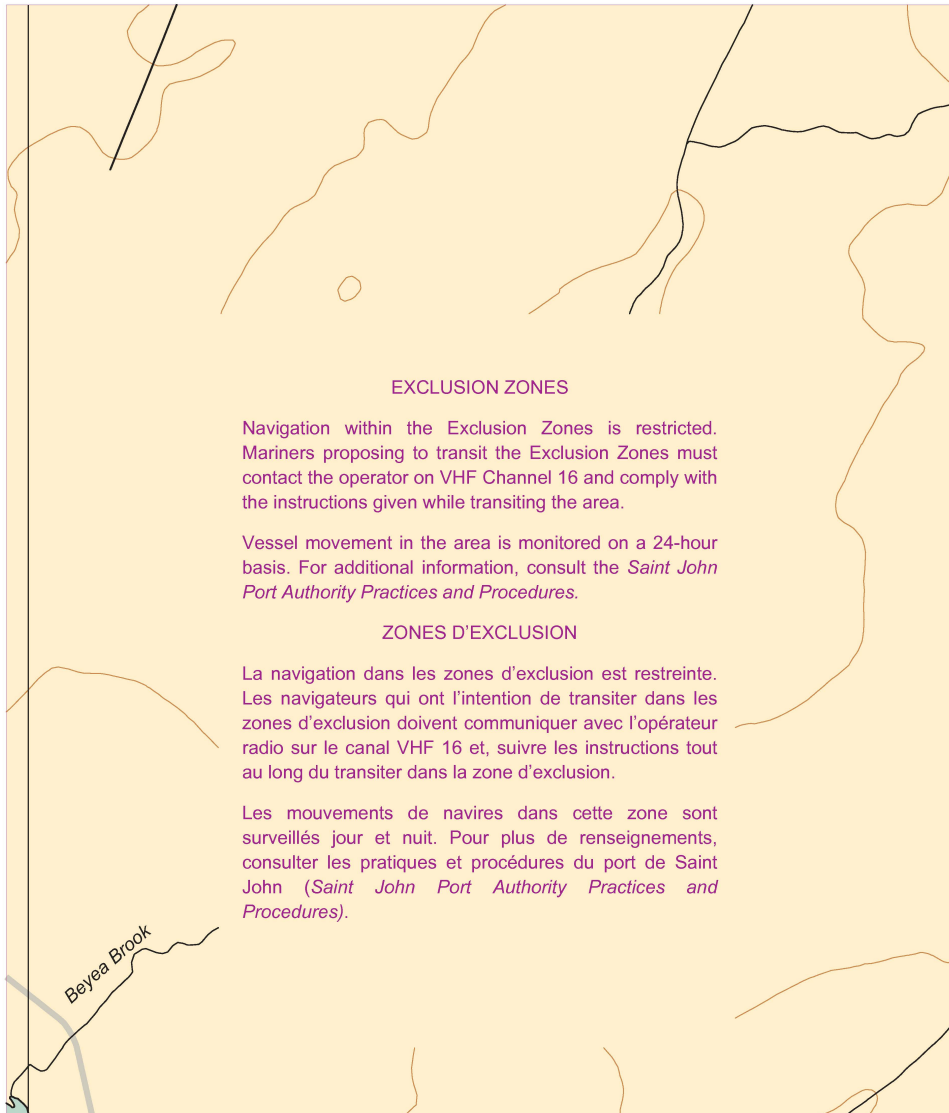 EXCLUSION ZONES
Navigation within the Exclusion Zones is restricted.
Mariners proposing to transit the Exclusion Zones must
contact the operator on VHF Channel 16 and comply with
the instructions given while transiting the area.
Vessel movement in the area is monitored on a 24-hour
basis. For additional information, consult the Saint John
Port Authority Practices and Procedures.
ZONES D’EXCLUSION
La navigation dans les zones d’exclusion est restreinte.
Les navigateurs qui ont l’intention de transiter dans les
zones d’exclusion doivent communiquer avec l’opérateur
radio sur le canal VHF 16 et, suivre les instructions tout
au long du transiter dans la zone d’exclusion.
Les mouvements de navires dans cette zone sont
surveillés jour et nuit. Pour plus de renseignements,
consulter les pratiques et procédures du port de Saint
John (Saint John Port Authority Practices and
Procedures).
Beyea Brook